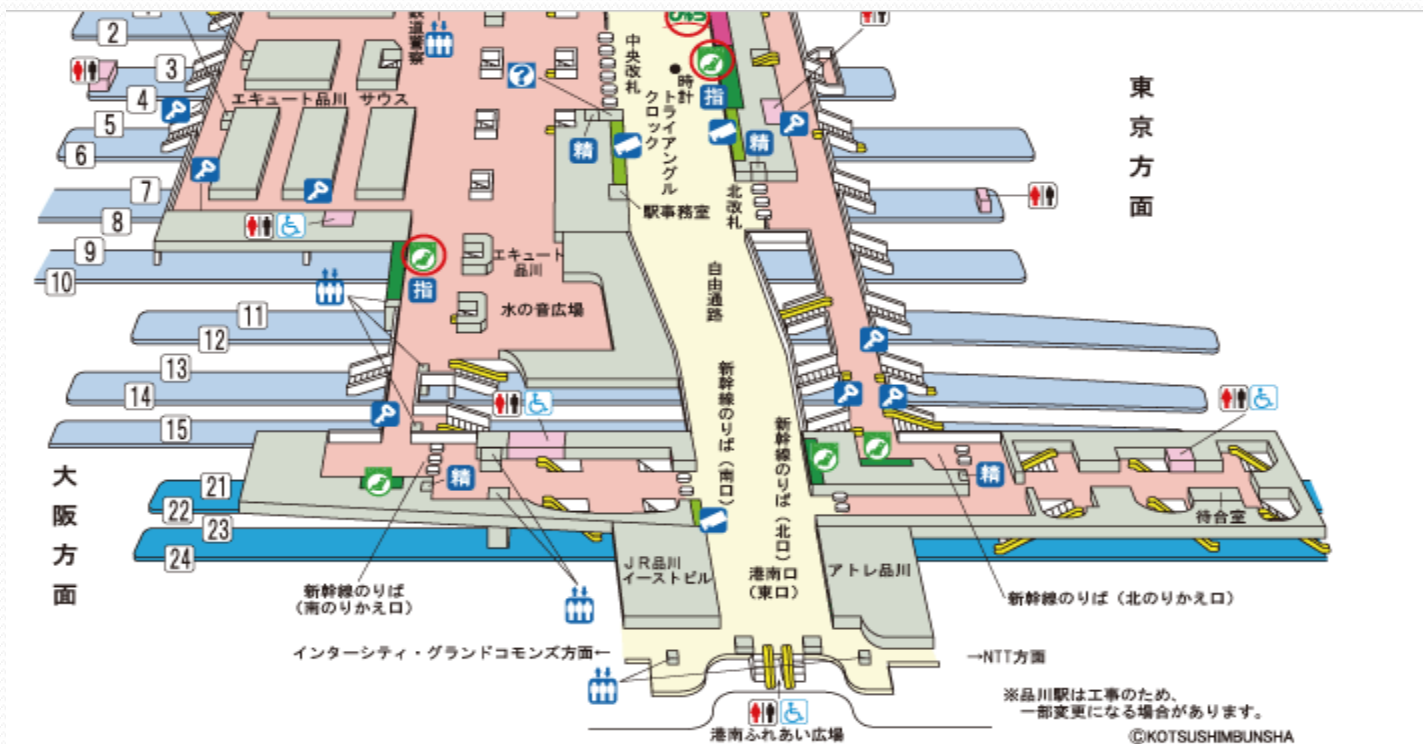 2
3
4
5
6
7
8
9
10
11
12
13
14
15
21
22
23
24
鉄道警察
エキュート品川 サウス
中央改札
時計
トライアングル
クロック
指
精
精
駅事務室
北改札
東京方面
エキュート
品川
指
水の音広場
自由通路
新幹線のりば(南口)
新幹線のりば(北口)
精
精
待合室
大阪方面
新幹線のりば
(南のりかえ口)
JR品川
イーストビル
港南口
(東口)
アトレ品川
新幹線のりば(北のりかえ口)
インターシティ・グランドコモンズ方面←
→NTT方面
港南ふれあい広場
※品川駅は工事のため、
一部変更になる場合があります。
©KOTSUSHIMBUNSHA